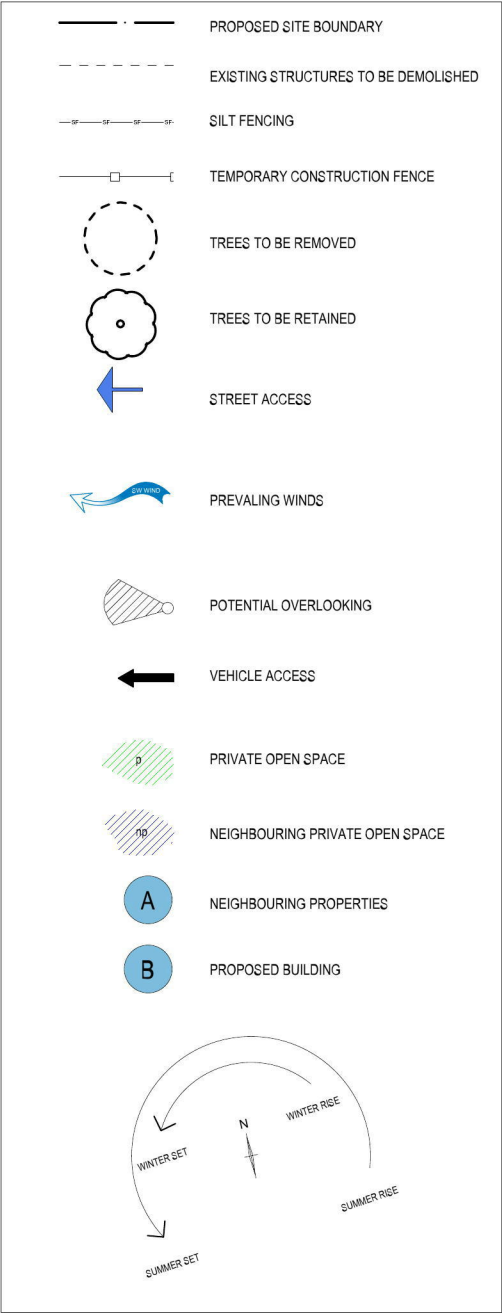 PROPOSED SITE BOUNDARY
EXISTING STRUCTURES TO BE DEMOLISHED
SF SF SF SF SILT FENCING
TEMPORARY CONSTRUCTION FENCE
TREES TO BE REMOVED
TREES TO BE RETAINED
STREET ACCESS
SW WIND PREVALING WINDS
POTENTIAL OVERLOOKING
VEHICLE ACCESS
p PRIVATE OPEN SPACE
np NEIGHBOURING PRIVATE OPEN SPACE
A NEIGHBOURING PROPERTIES
B PROPOSED BUILDING
WINTER RISE
N
WINTER SET
SUMMER RISE
SUMMER SET